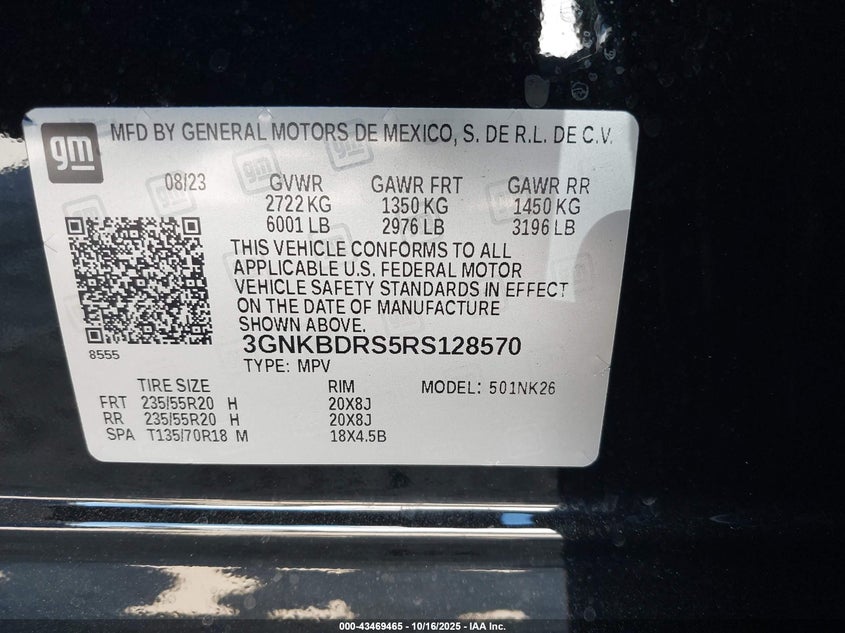 gm
MFD BY GENERAL MOTORS DE MEXICO, S. DE R.L. DE C.V.
08/23 GVWR GAWR FRT GAWR RR
2722 KG 1350 KG 1450 KG
6001 LB 2976 LB 3196 LB
THIS VEHICLE CONFORMS TO ALL
APPLICABLE U.S. FEDERAL MOTOR
VEHICLE SAFETY STANDARDS IN EFFECT
ON THE DATE OF MANUFACTURE
SHOWN ABOVE.
8555
3GNKBDRS5RS128570
TYPE: MPV
TIRE SIZE RIM MODEL: 501NK26
FRT 235/55R20 H 20X8J
RR 235/55R20 H 20X8J
SPA T135/70R18 M 18X4.5B
000-43469465 - 10/16/2025 - IAA Inc.